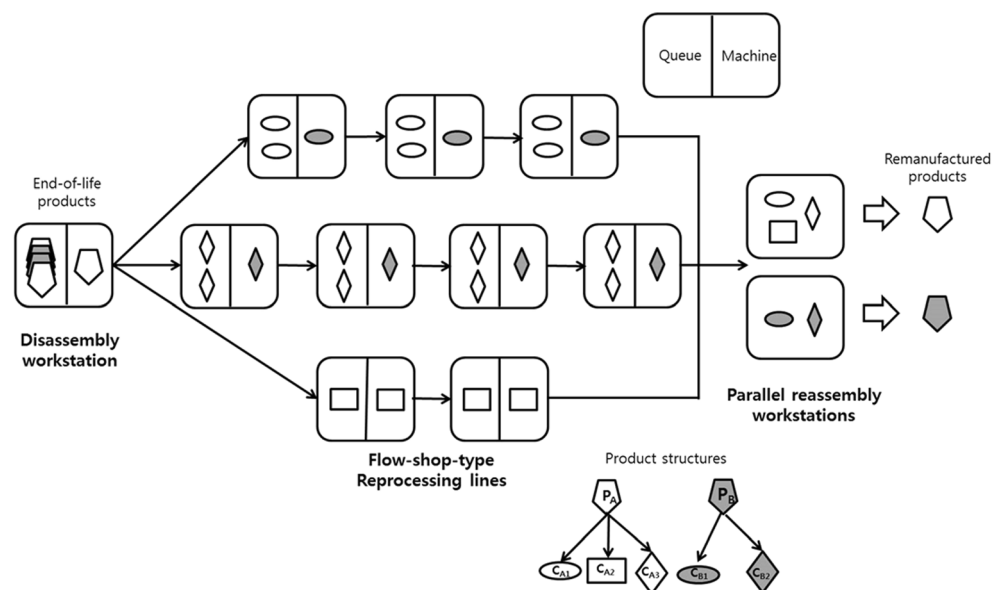 Queue
Machine
End-of-life
products
Remanufactured
products
Disassembly
workstation
Parallel reassembly
workstations
Flow-shop-type
Reprocessing lines
Product structures
PA
PB
CA1
CA2
CA3
CB1
CB2